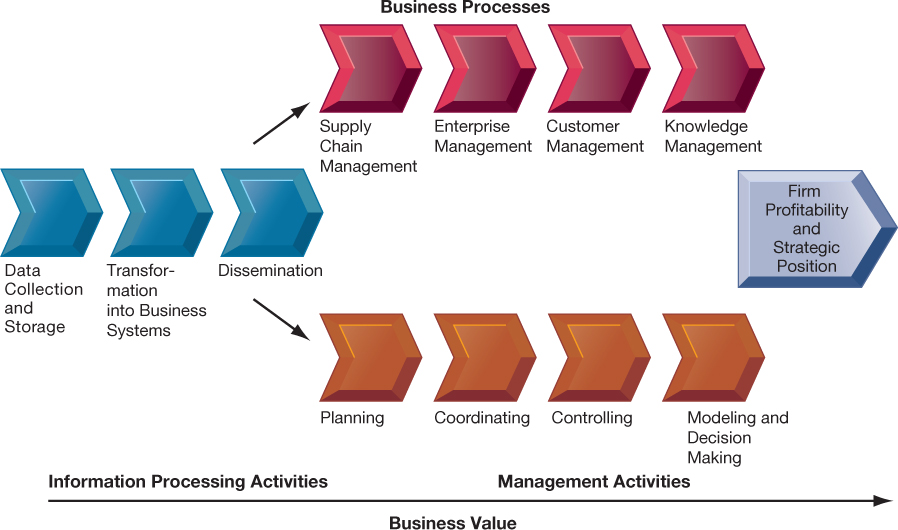 Business Processes
Supply
Chain
Management
Enterprise
Management
Customer
Management
Knowledge
Management
Data
Collection
and
Storage
Transfor-
mation
into Business
Systems
Dissemination
Firm
Profitability
and
Strategic
Position
Planning
Coordinating
Controlling
Modeling and
Decision
Making
Information Processing Activities
Management Activities
Business Value